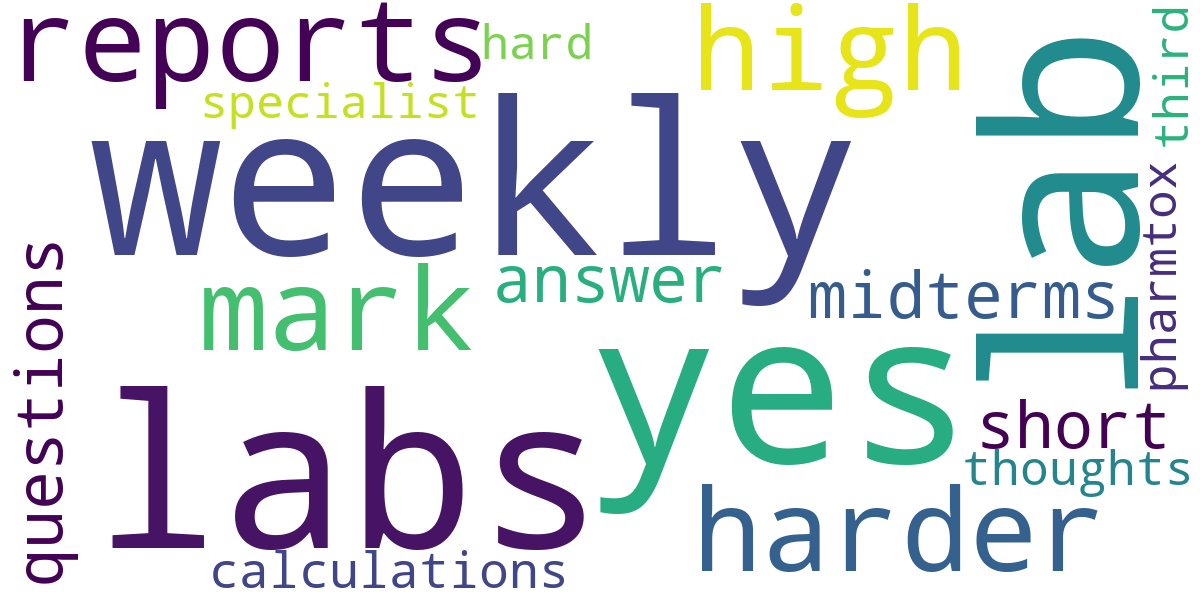 reports
hard
high
third
specialist
weekly
lab
pharmtox
questions
mark
answer
midterms
yes
labs
short
thoughts
harder
calculations